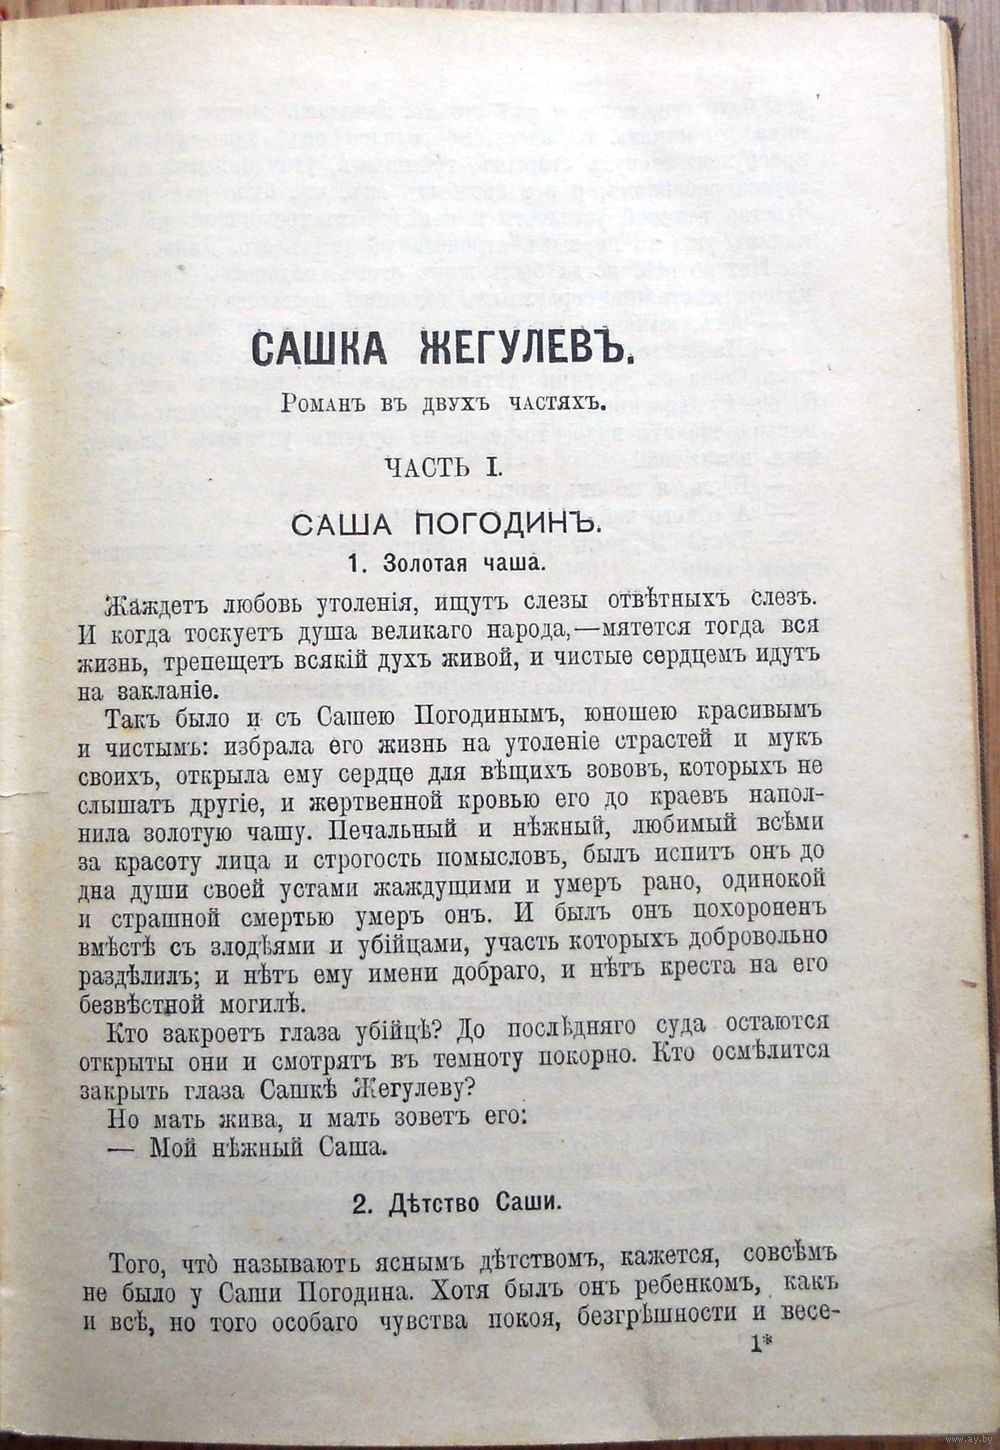 САШКА ЖЕГУЛЕВЪ.
Романъ въ двухъ частяхъ.
ЧАСТЬ I.
САША ПОГОДИНЪ.
1. Золотая чаша.
Жаждетъ любовь утоленія, ищутъ слезы отвѣтныхъ слезъ.
И когда тоскуетъ душа великаго народа,—мятется тогда вся
жизнь, трепещетъ всякій духъ живой, и чистые сердцемъ идутъ
на закланіе.
Такъ было и съ Сашею Погодинымъ, юношею красивымъ
и чистымъ: избрала его жизнь на утоленіе страстей и мукъ
своихъ, открыла ему сердце для вѣщихъ зововъ, которыхъ не
слышатъ другіе, и жертвенной кровью его до краевъ напол-
нила золотую чашу. Печальный и нѣжный, любимый всѣми
за красоту лица и строгость помысловъ, былъ испитъ онъ до
дна души своей устами жаждущими и умеръ рано, одинокой
и страшной смертью умеръ онъ. И былъ онъ похороненъ
вмѣстѣ съ злодѣями и убійцами, участь которыхъ добровольно
раздѣлилъ; и нѣтъ ему имени добраго, и нѣтъ креста на его
безвѣстной могилѣ.
Кто закроетъ глаза убійцѣ? До послѣдняго суда остаются
открыты они и смотрятъ въ темноту покорно. Кто осмѣлится
закрыть глаза Сашкѣ Жегулеву?
Но мать жива, и мать зоветъ его:
— Мой нѣжный Саша.
2. Дѣтство Саши.
Того, что̀ называютъ яснымъ дѣтствомъ, кажется, совсѣмъ
не было у Саши Погодина. Хотя былъ онъ ребенкомъ, какъ
и всѣ, но того особаго чувства покоя, безгрѣшности и весе-
1*
www.ay.by